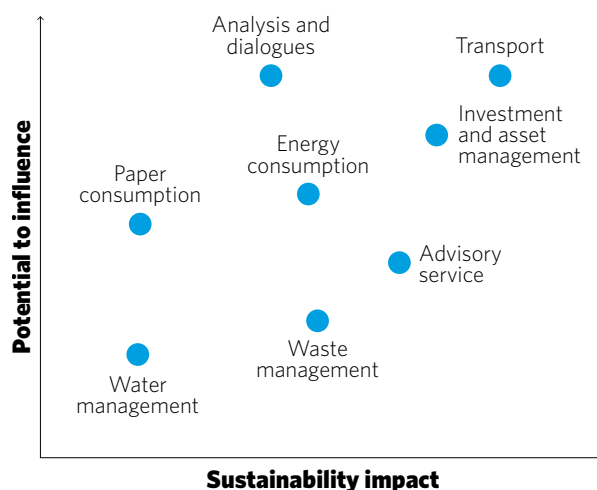 Analysis and
dialogues
Transport
Investment
and asset
management
Energy
consumption
Paper
consumption
Advisory
service
Waste
management
Water
management
Potential to influence
Sustainability impact